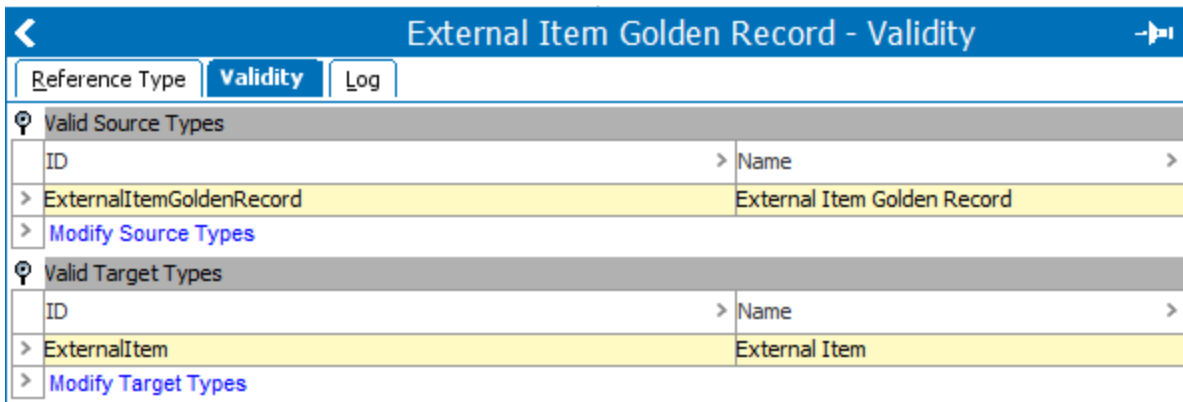 External Item Golden Record - Validity
Reference Type Validity Log
Valid Source Types
ID > Name >
> ExternalItemGoldenRecord External Item Golden Record
> Modify Source Types
Valid Target Types
ID > Name >
> ExternalItem External Item
> Modify Target Types